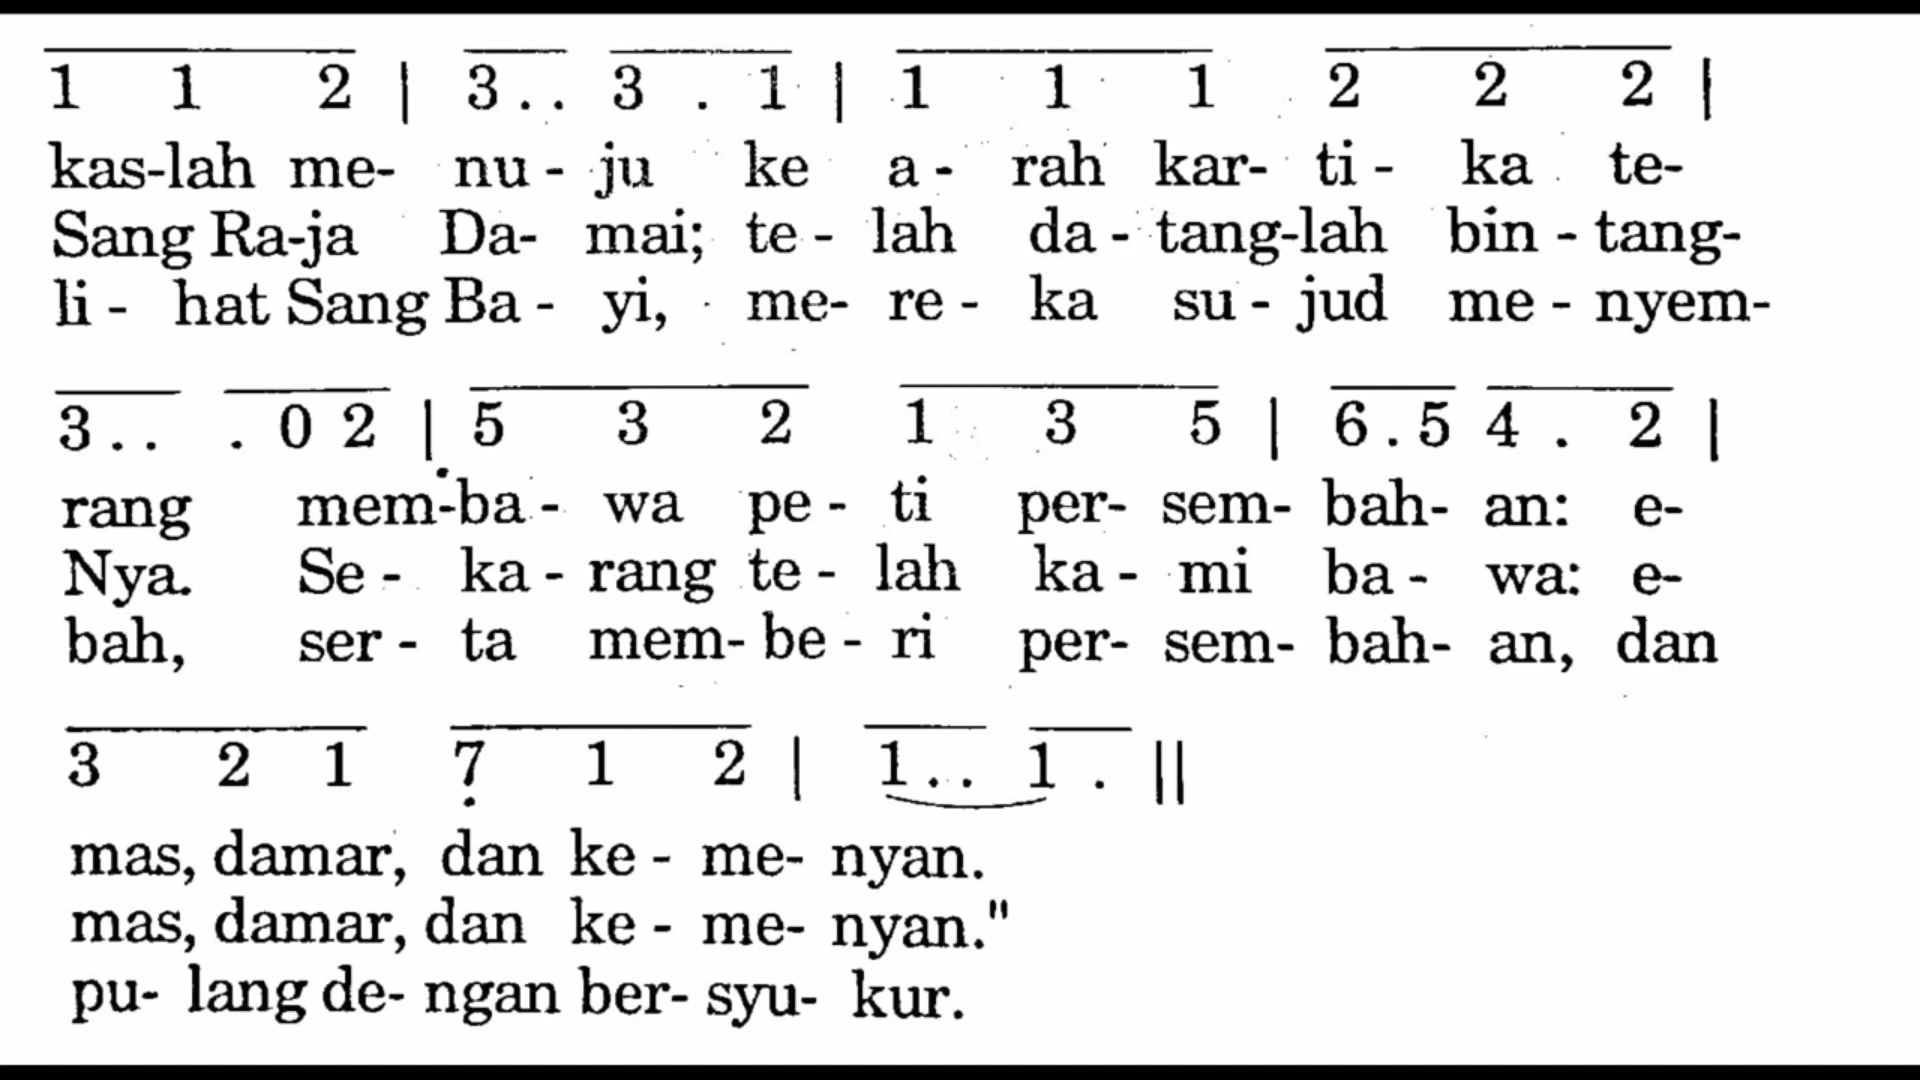 1 1 2 | 3 . . 3 . 1 | 1 1 1 2 2 2 |
kas-lah me- nu - ju ke a - rah kar- ti - ka te-
Sang Ra-ja Da- mai; te - lah da - tang-lah bin - tang-
li - hat Sang Ba - yi, me- re - ka su - jud me - nyem-
3 . . . 0 2 | 5 3 2 1 3 5 | 6 . 5 4 . 2 |
rang mem-ba - wa pe - ti per- sem- bah- an: e-
Nya. Se - ka - rang te - lah ka - mi ba - wa: e-
bah, ser - ta mem- be - ri per- sem- bah- an, dan
3 2 1 7̣ 1 2 | 1 . . 1 . ||
mas, damar, dan ke - me- nyan.
mas, damar, dan ke - me- nyan."
pu- lang de- ngan ber- syu- kur.